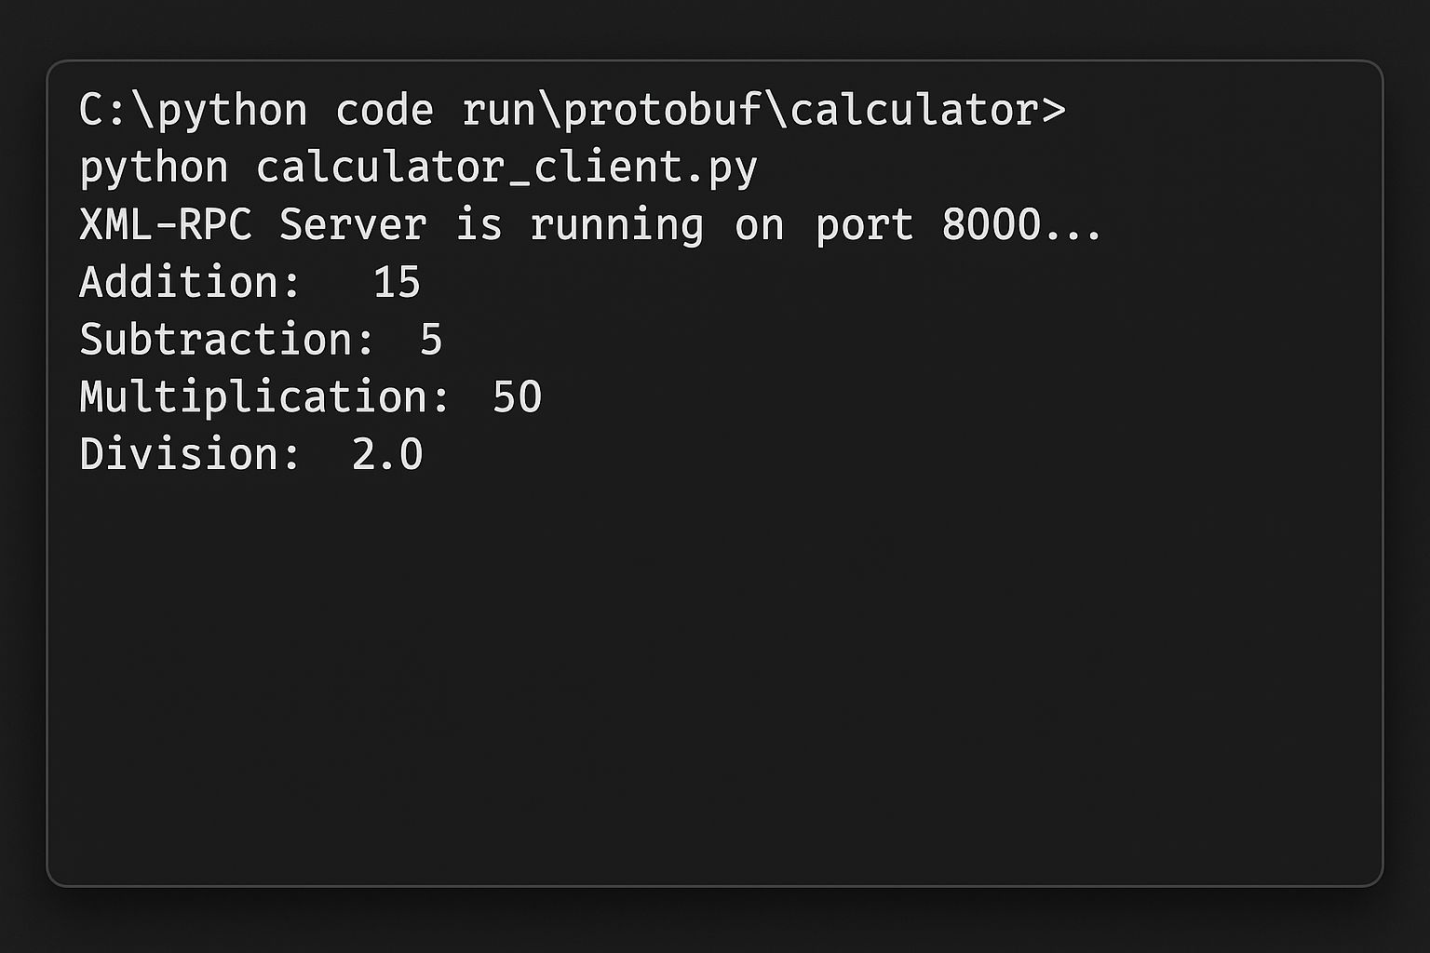 C:\python code run\protobuf\calculator>
python calculator_client.py
XML-RPC Server is running on port 8000...
Addition: 15
Subtraction: 5
Multiplication: 50
Division: 2.0